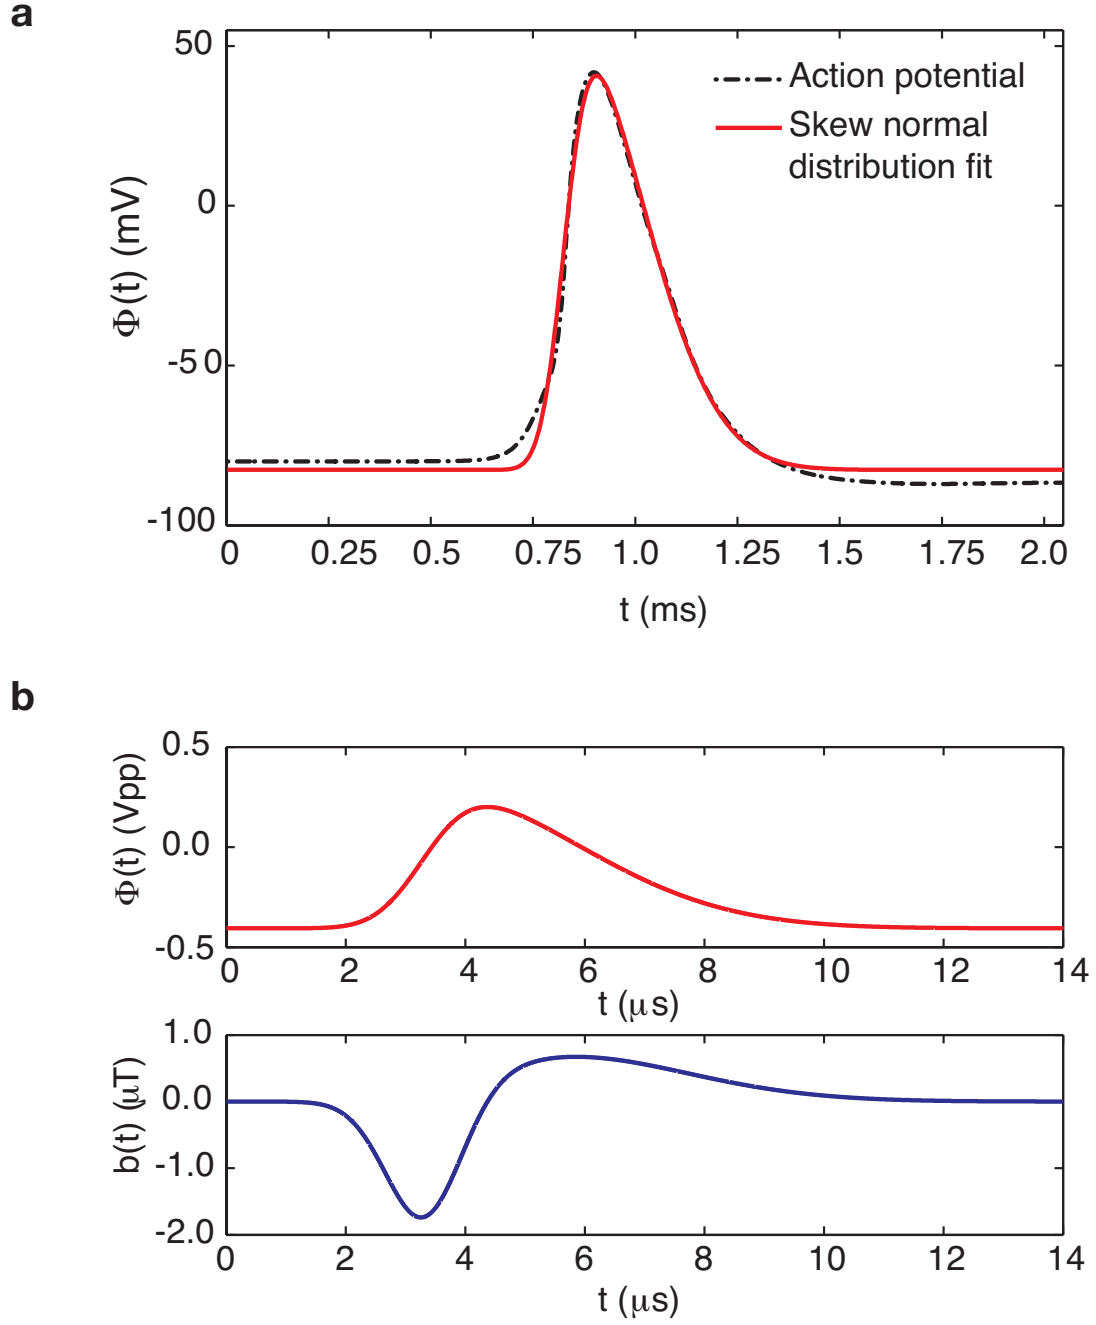 a
Φ(t) (mV)
50
0
-50
-100
Action potential
Skew normal
distribution fit
0 0.25 0.5 0.75 1.0 1.25 1.5 1.75 2.0
t (ms)
b
Φ(t) (Vpp)
0.5
0.0
-0.5
0 2 4 6 8 10 12 14
t (μs)
b(t) (μT)
1.0
0.0
-1.0
-2.0
0 2 4 6 8 10 12 14
t (μs)